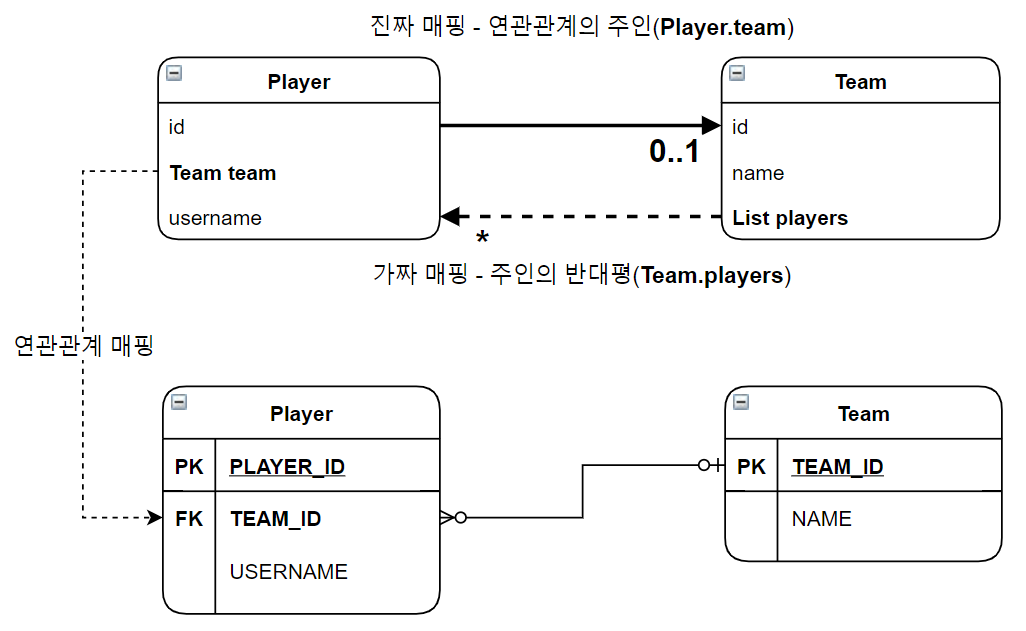 진짜 매핑 - 연관관계의 주인(Player.team)
Player
id
Team team
username
Team
id
name
List players
0..1
*
가짜 매핑 - 주인의 반대평(Team.players)
연관관계 매핑
Player
PK PLAYER_ID
FK TEAM_ID
USERNAME
Team
PK TEAM_ID
NAME